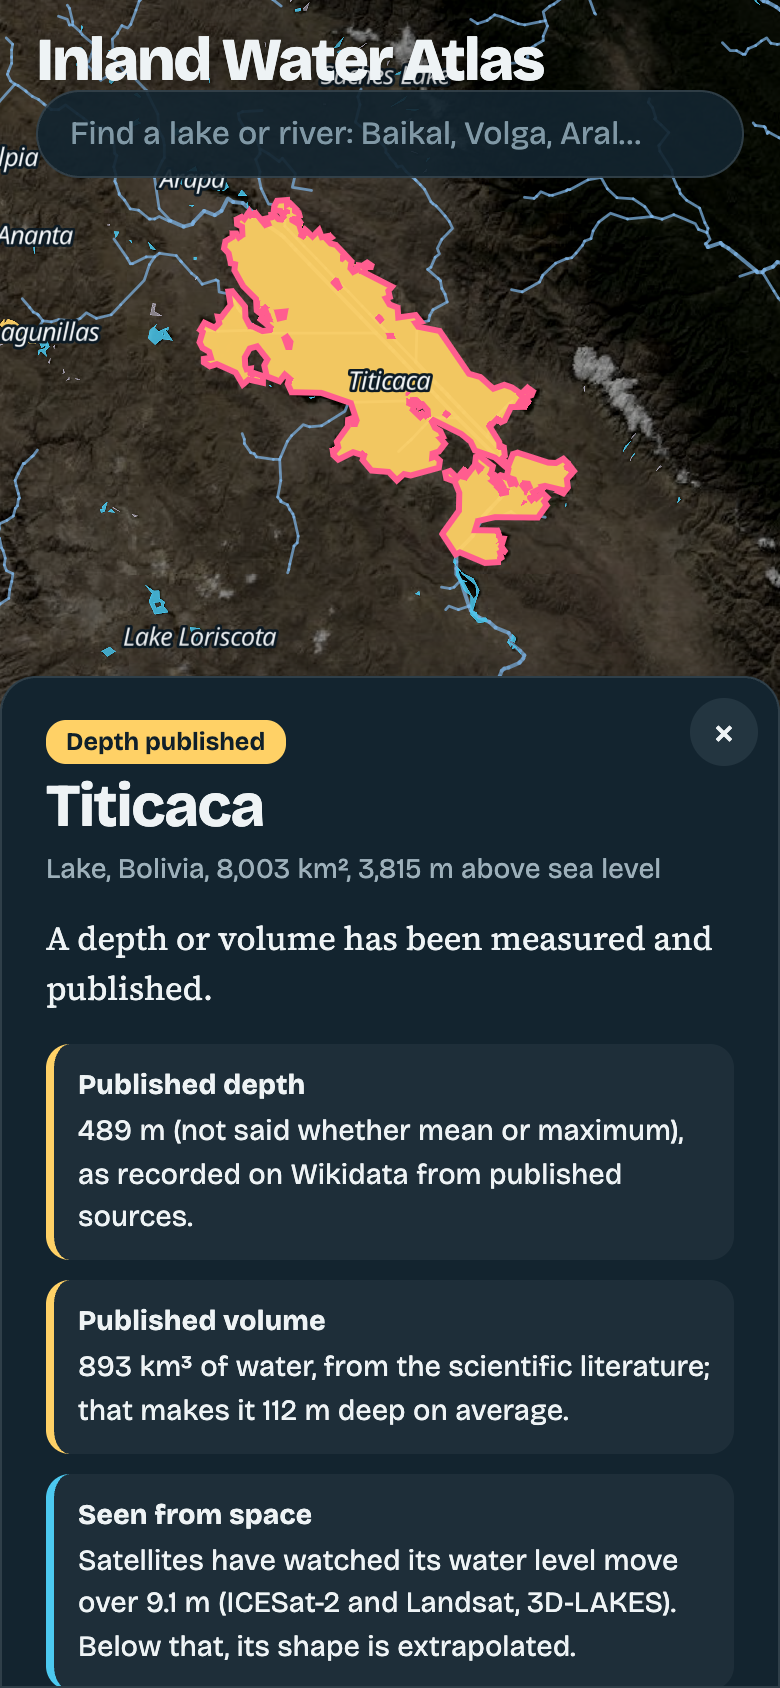 Inland Water Atlas
Suches Lake
Find a lake or river: Baikal, Volga, Aral...
lpia
Arapa
Ananta
agunillas
Titicaca
Lake Loriscota
Depth published
×
Titicaca
Lake, Bolivia, 8,003 km², 3,815 m above sea level
A depth or volume has been measured and
published.
Published depth
489 m (not said whether mean or maximum),
as recorded on Wikidata from published
sources.
Published volume
893 km³ of water, from the scientific literature;
that makes it 112 m deep on average.
Seen from space
Satellites have watched its water level move
over 9.1 m (ICESat-2 and Landsat, 3D-LAKES).
Below that, its shape is extrapolated.